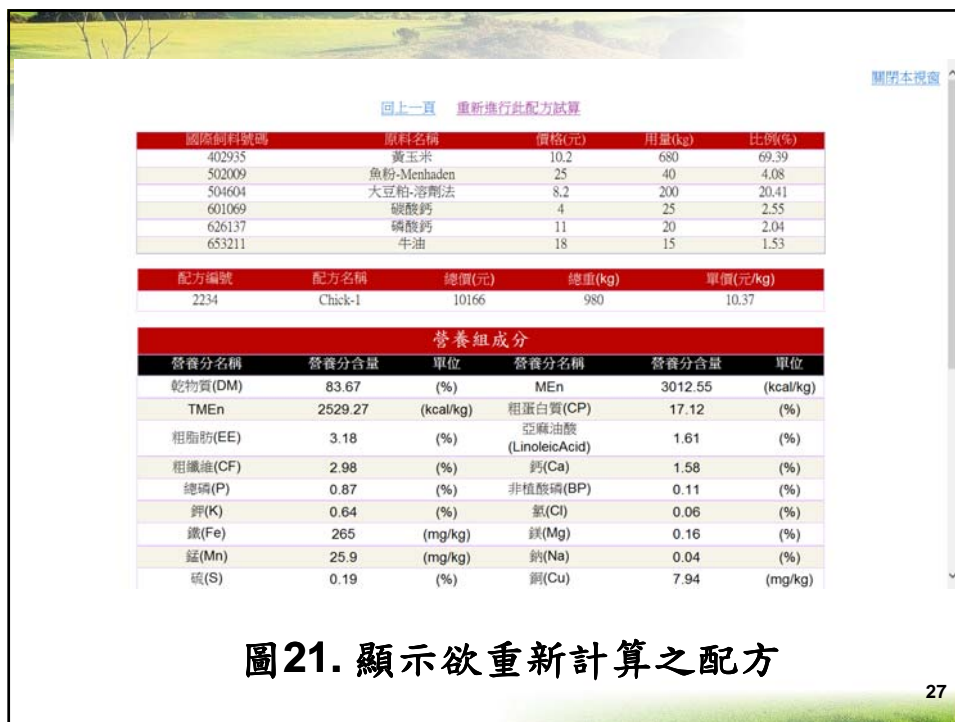 關閉本視窗
回上一頁 重新進行此配方試算
國際飼料號碼 原料名稱 價格(元) 用量(kg) 比例(%)
402935 黃玉米 10.2 680 69.39
502009 魚粉-Menhaden 25 40 4.08
504604 大豆粕-溶劑法 8.2 200 20.41
601069 碳酸鈣 4 25 2.55
626137 磷酸鈣 11 20 2.04
653211 牛油 18 15 1.53
配方編號 配方名稱 總價(元) 總重(kg) 單價(元/kg)
2234 Chick-1 10166 980 10.37
營養組成分
營養分名稱 營養分含量 單位 營養分名稱 營養分含量 單位
乾物質(DM) 83.67 (%) MEn 3012.55 (kcal/kg)
TMEn 2529.27 (kcal/kg) 粗蛋白質(CP) 17.12 (%)
粗脂肪(EE) 3.18 (%) 亞麻油酸
(LinoleicAcid) 1.61 (%)
粗纖維(CF) 2.98 (%) 鈣(Ca) 1.58 (%)
總磷(P) 0.87 (%) 非植酸磷(BP) 0.11 (%)
鉀(K) 0.64 (%) 氯(Cl) 0.06 (%)
鐵(Fe) 265 (mg/kg) 鎂(Mg) 0.16 (%)
錳(Mn) 25.9 (mg/kg) 鈉(Na) 0.04 (%)
硫(S) 0.19 (%) 銅(Cu) 7.94 (mg/kg)
圖21. 顯示欲重新計算之配方
27